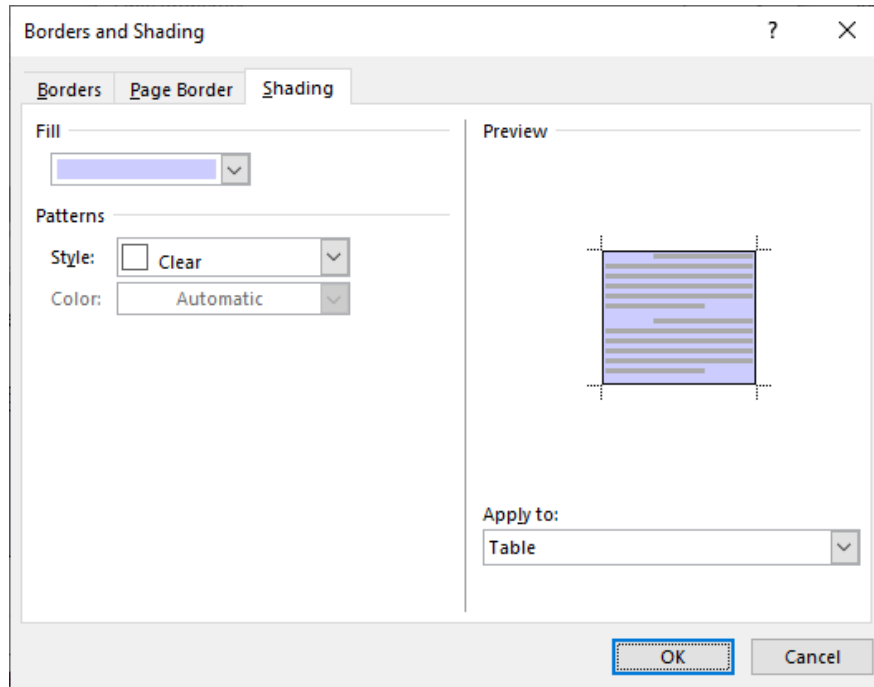 Borders and Shading
Borders Page Border Shading
Fill
Patterns
Style: Clear
Color: Automatic
Preview
Apply to:
Table
OK Cancel